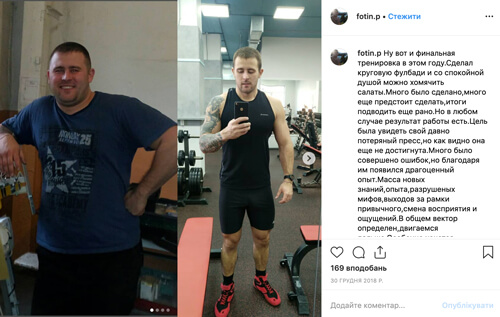 fotin.p • Стежити
fotin.p Ну вот и финальная
тренировка в этом году.Сделал
круговую фулбади и со спокойной
душой можно хомячить
салаты.Много было сделано,много
еще предстоит сделать,итоги
подводить еще рано.Но в любом
случае результат работы есть.Цель
была увидеть свой давно
потеряный пресс,но как видно она
еще не достигнута.Много было
совершено ошибок,но благодаря
им появился драгоценный
опыт.Масса новых
знаний,опыта,разрушеных
мифов,выходов за рамки
привычного,смена восприятия и
ощущений.В общем вектор
определен,двигаемся
169 вподобань
30 ГРУДНЯ 2018 Р.
Додайте коментар...
Опублікувати